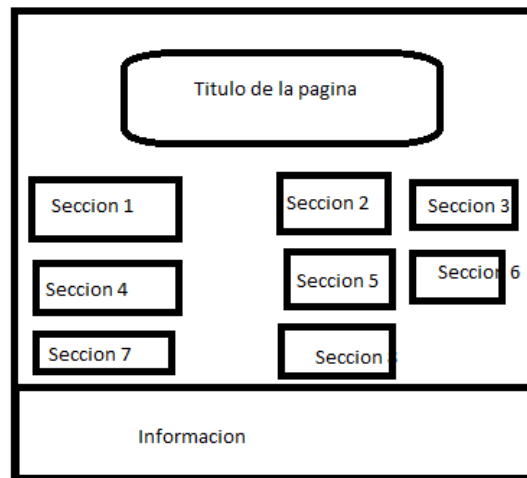 Titulo de la pagina
Seccion 1
Seccion 2
Seccion 3
Seccion 4
Seccion 5
Seccion 6
Seccion 7
Seccion 8
Informacion